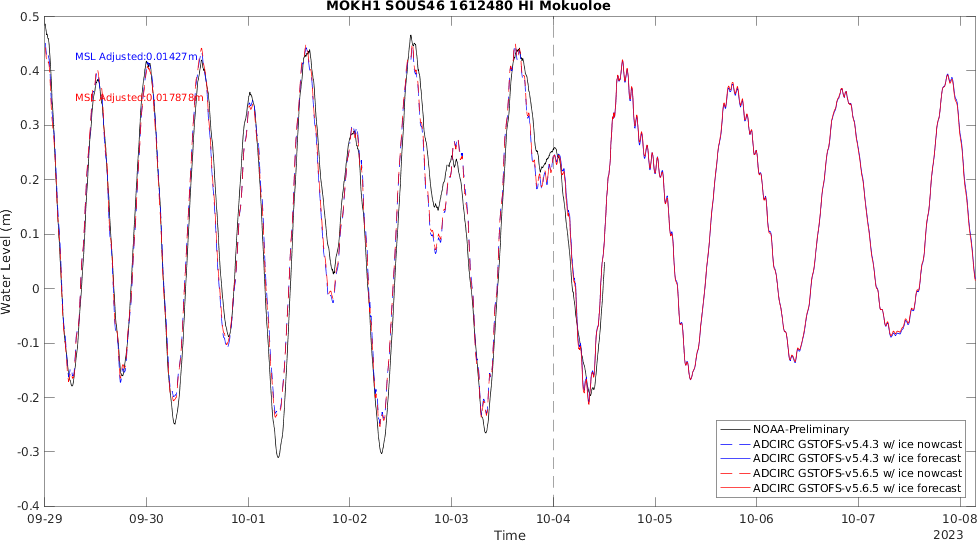 MOKH1 SOUS46 1612480 HI Mokuoloe
0.5
0.4
0.3
0.2
0.1
0
-0.1
-0.2
-0.3
-0.4
Water Level (m)
MSL Adjusted:0.01427m
MSL Adjusted:0.017878m
NOAA-Preliminary
ADCIRC GSTOFS-v5.4.3 w/ ice nowcast
ADCIRC GSTOFS-v5.4.3 w/ ice forecast
ADCIRC GSTOFS-v5.6.5 w/ ice nowcast
ADCIRC GSTOFS-v5.6.5 w/ ice forecast
09-29 09-30 10-01 10-02 10-03 10-04 10-05 10-06 10-07 10-08
2023
Time